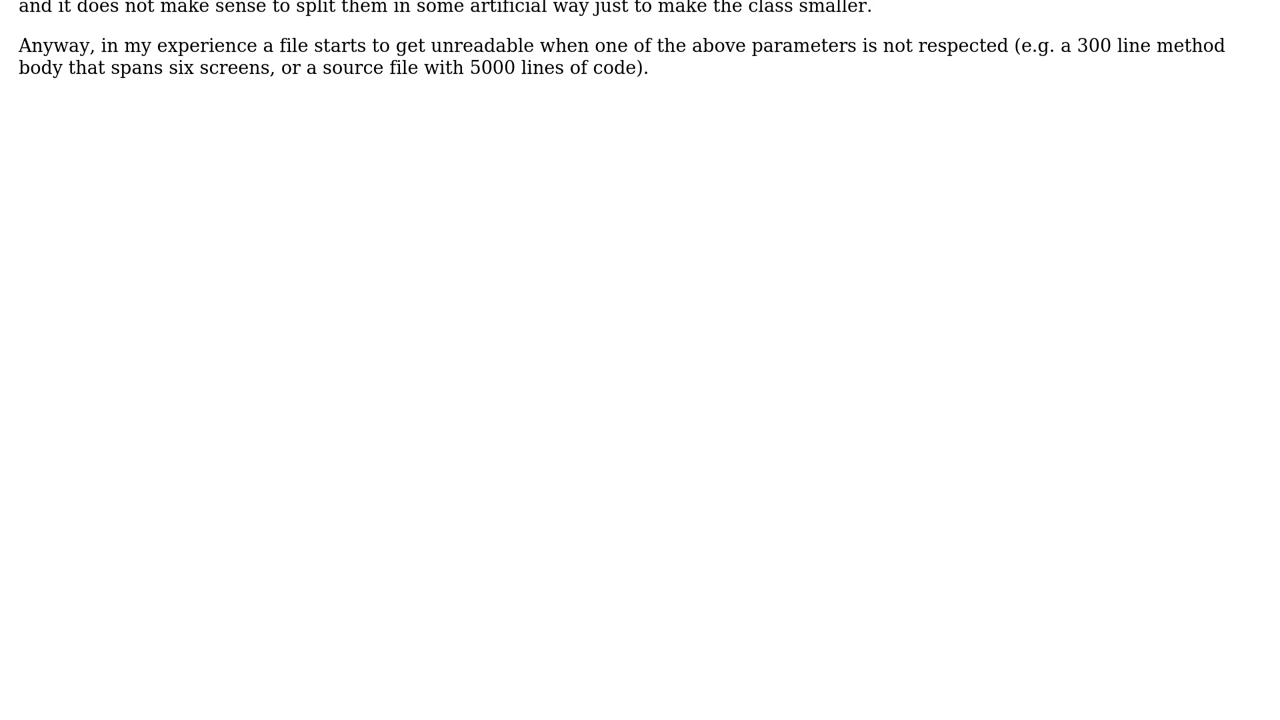 and it does not make sense to split them in some artificial way just to make the class smaller.
Anyway, in my experience a file starts to get unreadable when one of the above parameters is not respected (e.g. a 300 line method
body that spans six screens, or a source file with 5000 lines of code).